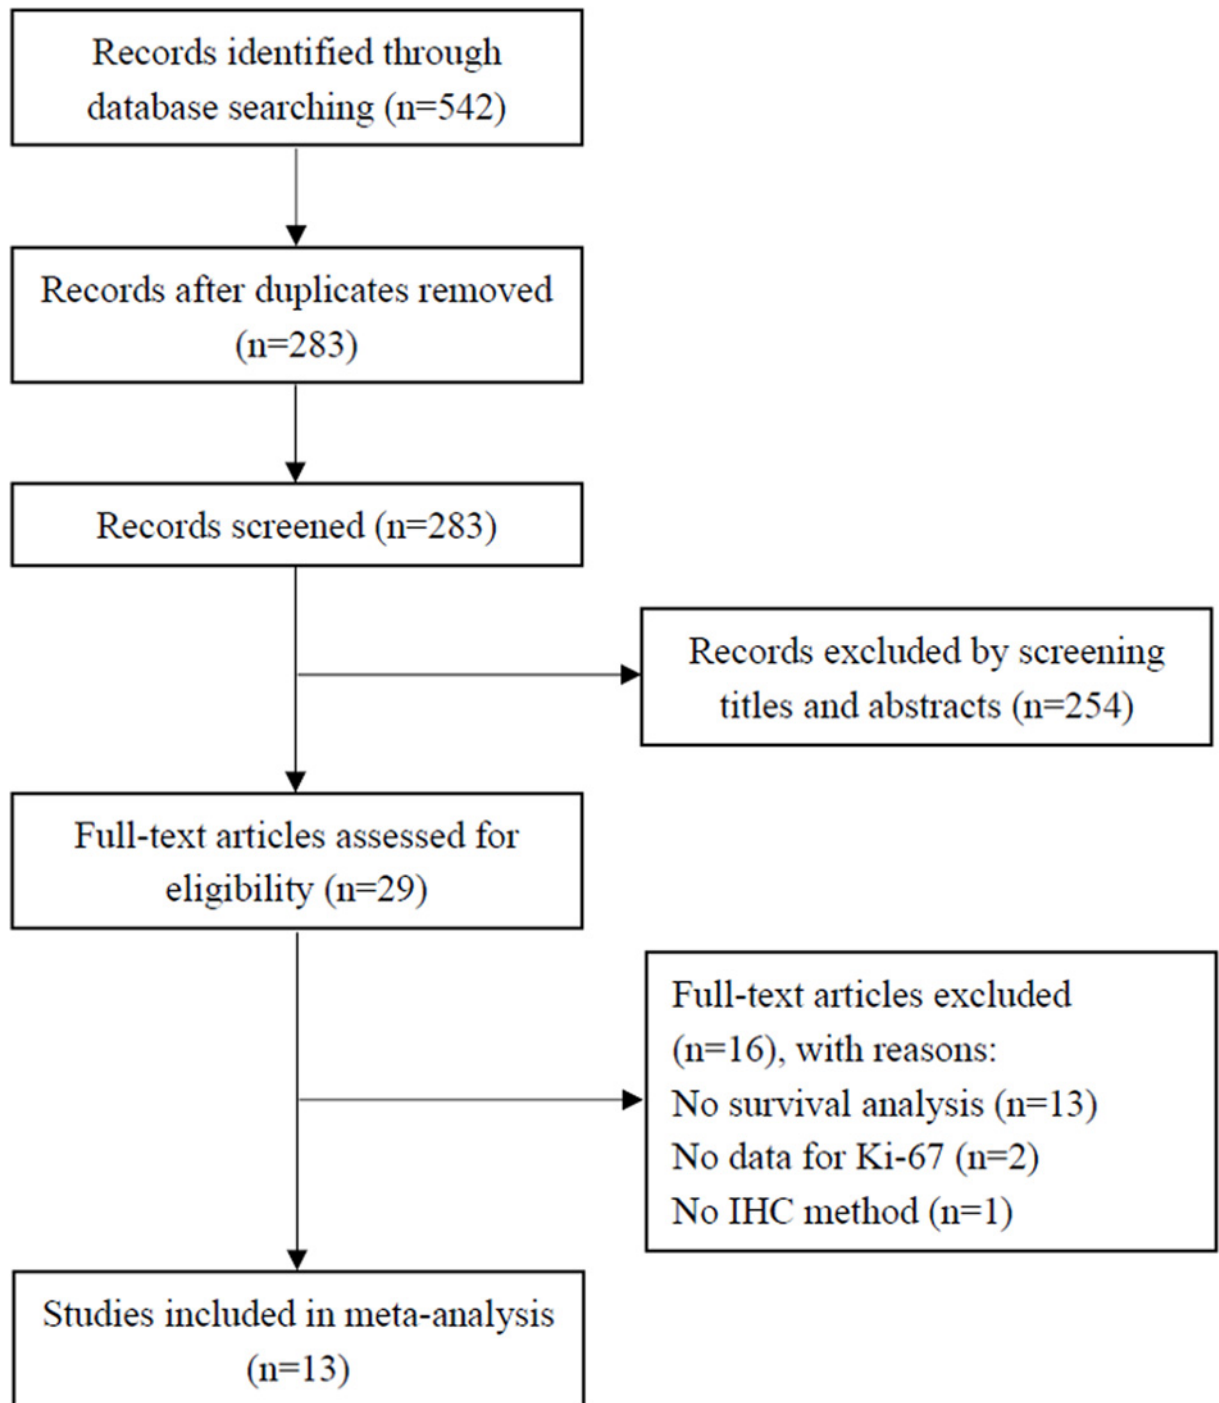 Records identified through
database searching (n=542)
Records after duplicates removed
(n=283)
Records screened (n=283)
Records excluded by screening
titles and abstracts (n=254)
Full-text articles assessed for
eligibility (n=29)
Full-text articles excluded
(n=16), with reasons:
No survival analysis (n=13)
No data for Ki-67 (n=2)
No IHC method (n=1)
Studies included in meta-analysis
(n=13)